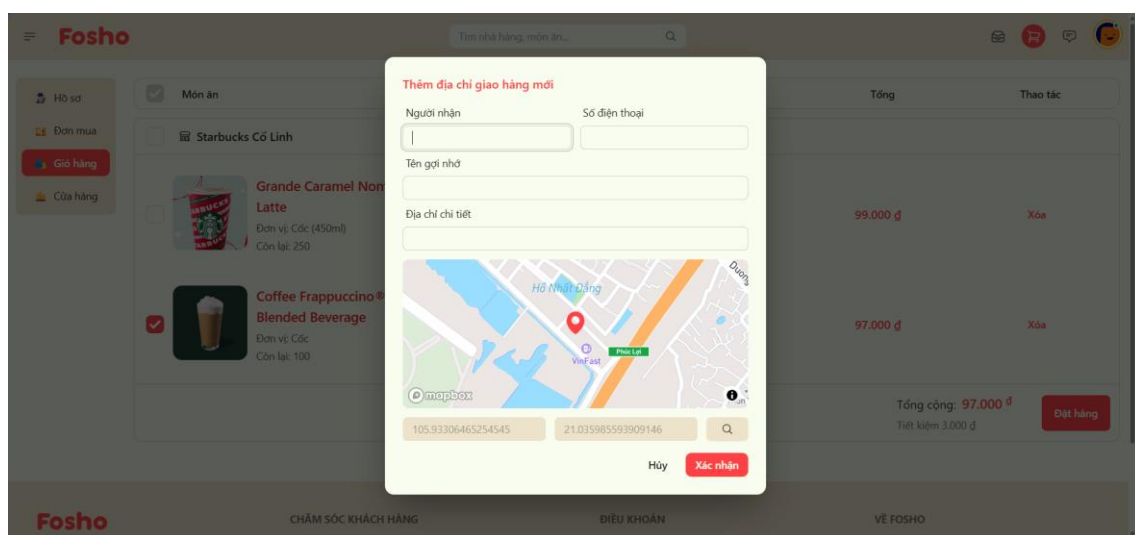 Fosho
Tìm nhà hàng, món ăn...
Hồ sơ
Đơn mua
Giỏ hàng
Cửa hàng
Món ăn
Tổng
Thao tác
Starbucks Cổ Linh
Grande Caramel Non
Latte
Đơn vị: Cốc (450ml)
Còn lại: 250
99.000 ₫
Xóa
Coffee Frappuccino®
Blended Beverage
Đơn vị: Cốc
Còn lại: 100
97.000 ₫
Xóa
Tổng cộng: 97.000 ₫
Tiết kiệm 3.000 ₫
Đặt hàng
Thêm địa chỉ giao hàng mới
Người nhận
Số điện thoại
Tên gợi nhớ
Địa chỉ chi tiết
Hồ Nhất Đẳng
Duong
VinFast
Phúc Lợi
mapbox
105.93306465254545
21.035985593909146
Hủy
Xác nhận
Fosho
CHĂM SÓC KHÁCH HÀNG
ĐIỀU KHOẢN
VỀ FOSHO